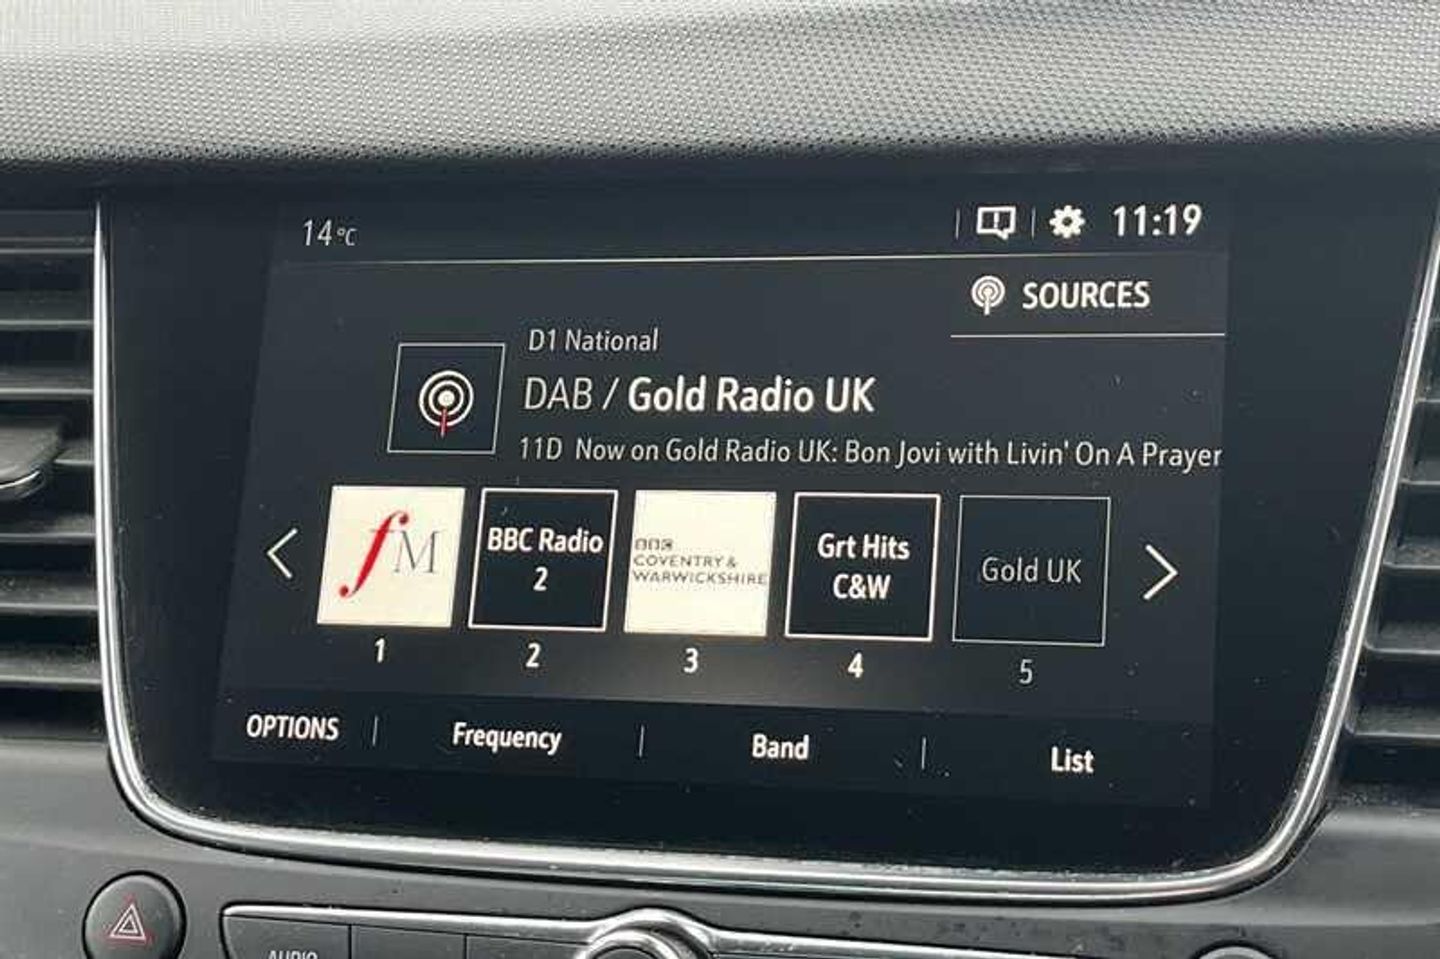 14°C
11:19
SOURCES
D1 National
DAB / Gold Radio UK
11D Now on Gold Radio UK: Bon Jovi with Livin' On A Prayer
fM
BBC Radio
2
BBC
COVENTRY &
WARWICKSHIRE
Grt Hits
C&W
Gold UK
1
2
3
4
5
OPTIONS
Frequency
Band
List
AUDIO